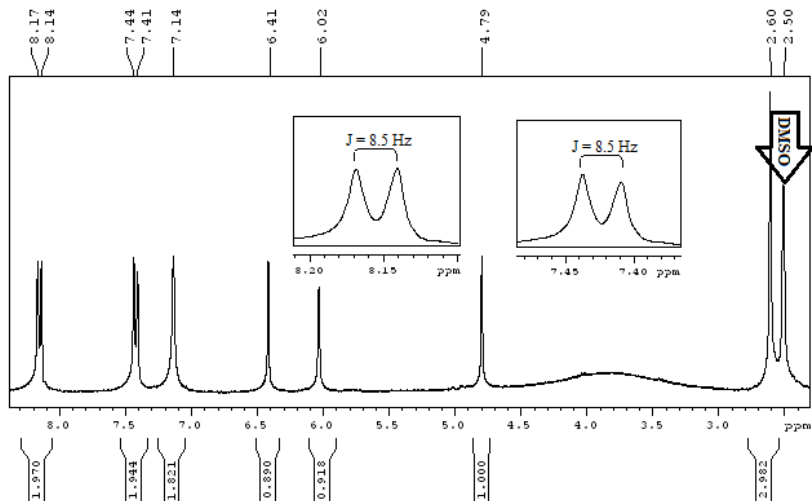 8.17 8.14 7.44 7.41 7.14 6.41 6.02 4.79 2.60 2.50
J = 8.5 Hz
J = 8.5 Hz
DMSO
8.20 8.15 ppm
7.45 7.40 ppm
8.0 7.5 7.0 6.5 6.0 5.5 5.0 4.5 4.0 3.5 3.0 ppm
1.970 1.944 1.821 0.890 0.918 1.000 2.982